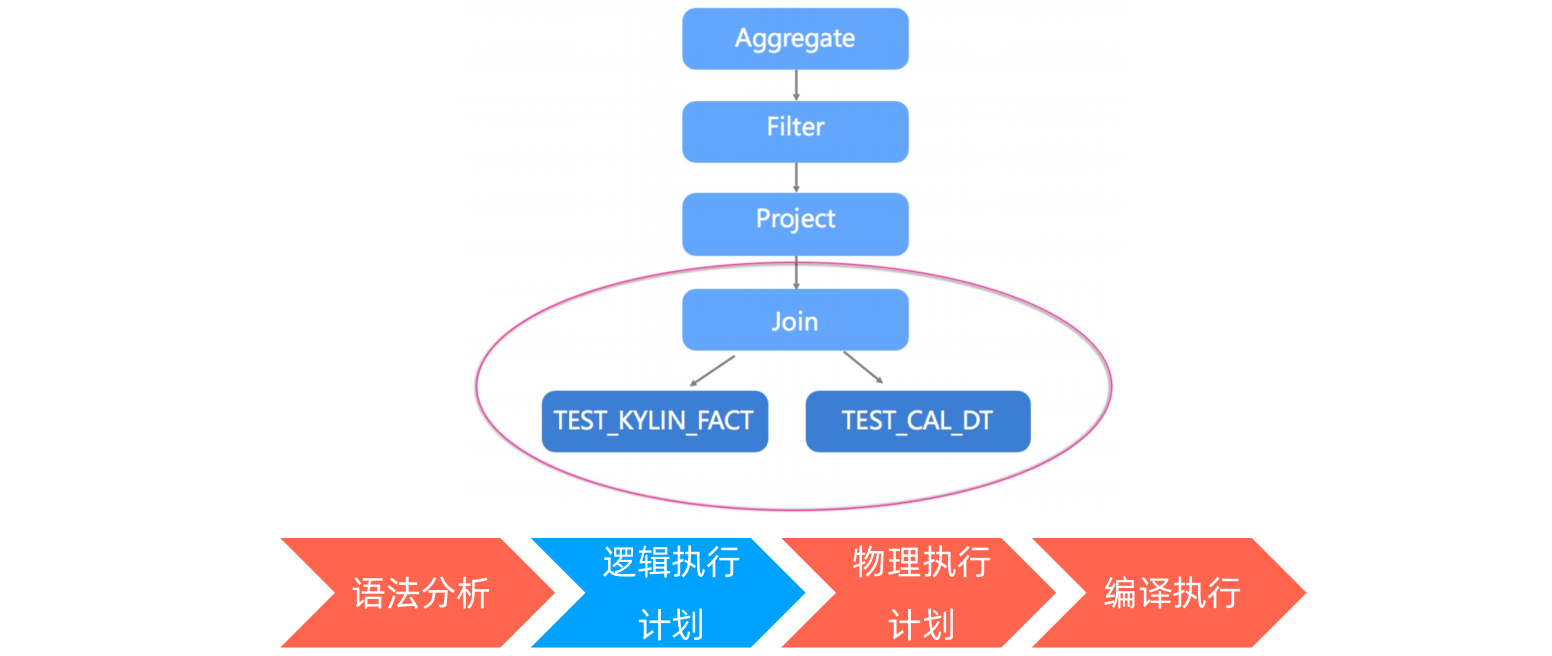 Aggregate
Filter
Project
Join
TEST_KYLIN_FACT
TEST_CAL_DT
语法分析
逻辑执行
计划
物理执行
计划
编译执行